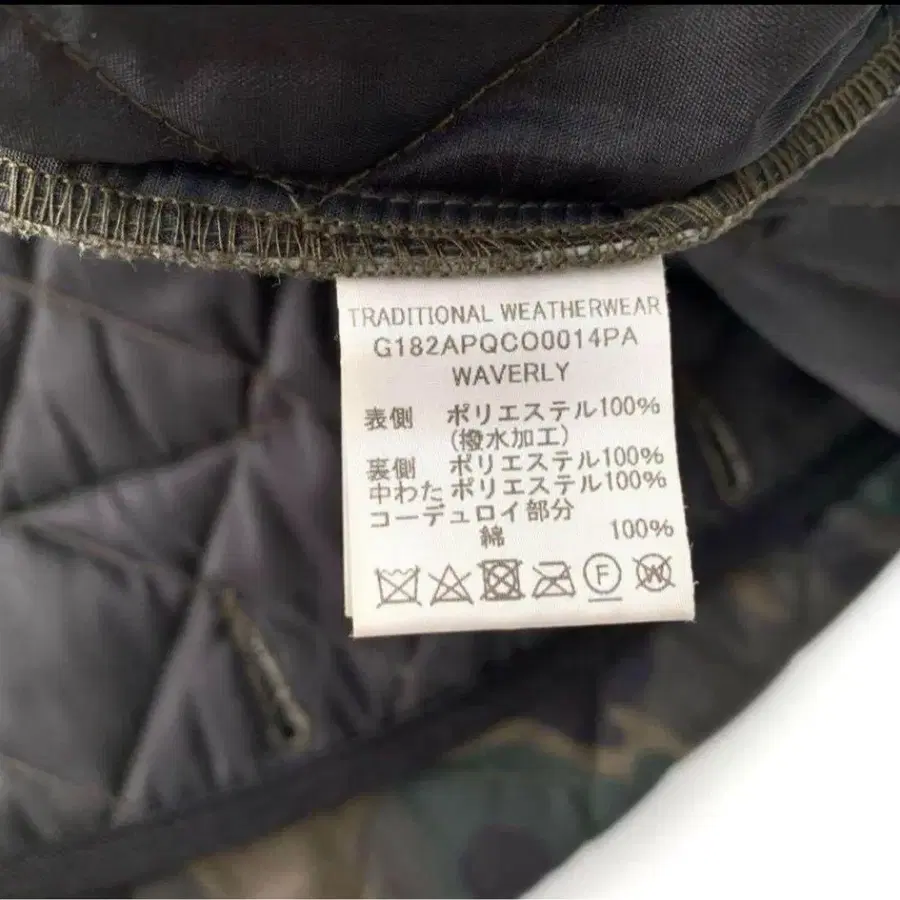 TRADITIONAL WEATHERWEAR
G182APQCO0014PA
WAVERLY
表側 ポリエステル100%
(撥水加工)
裏側 ポリエステル100%
中わた ポリエステル100%
コーデュロイ部分
綿 100%
F W